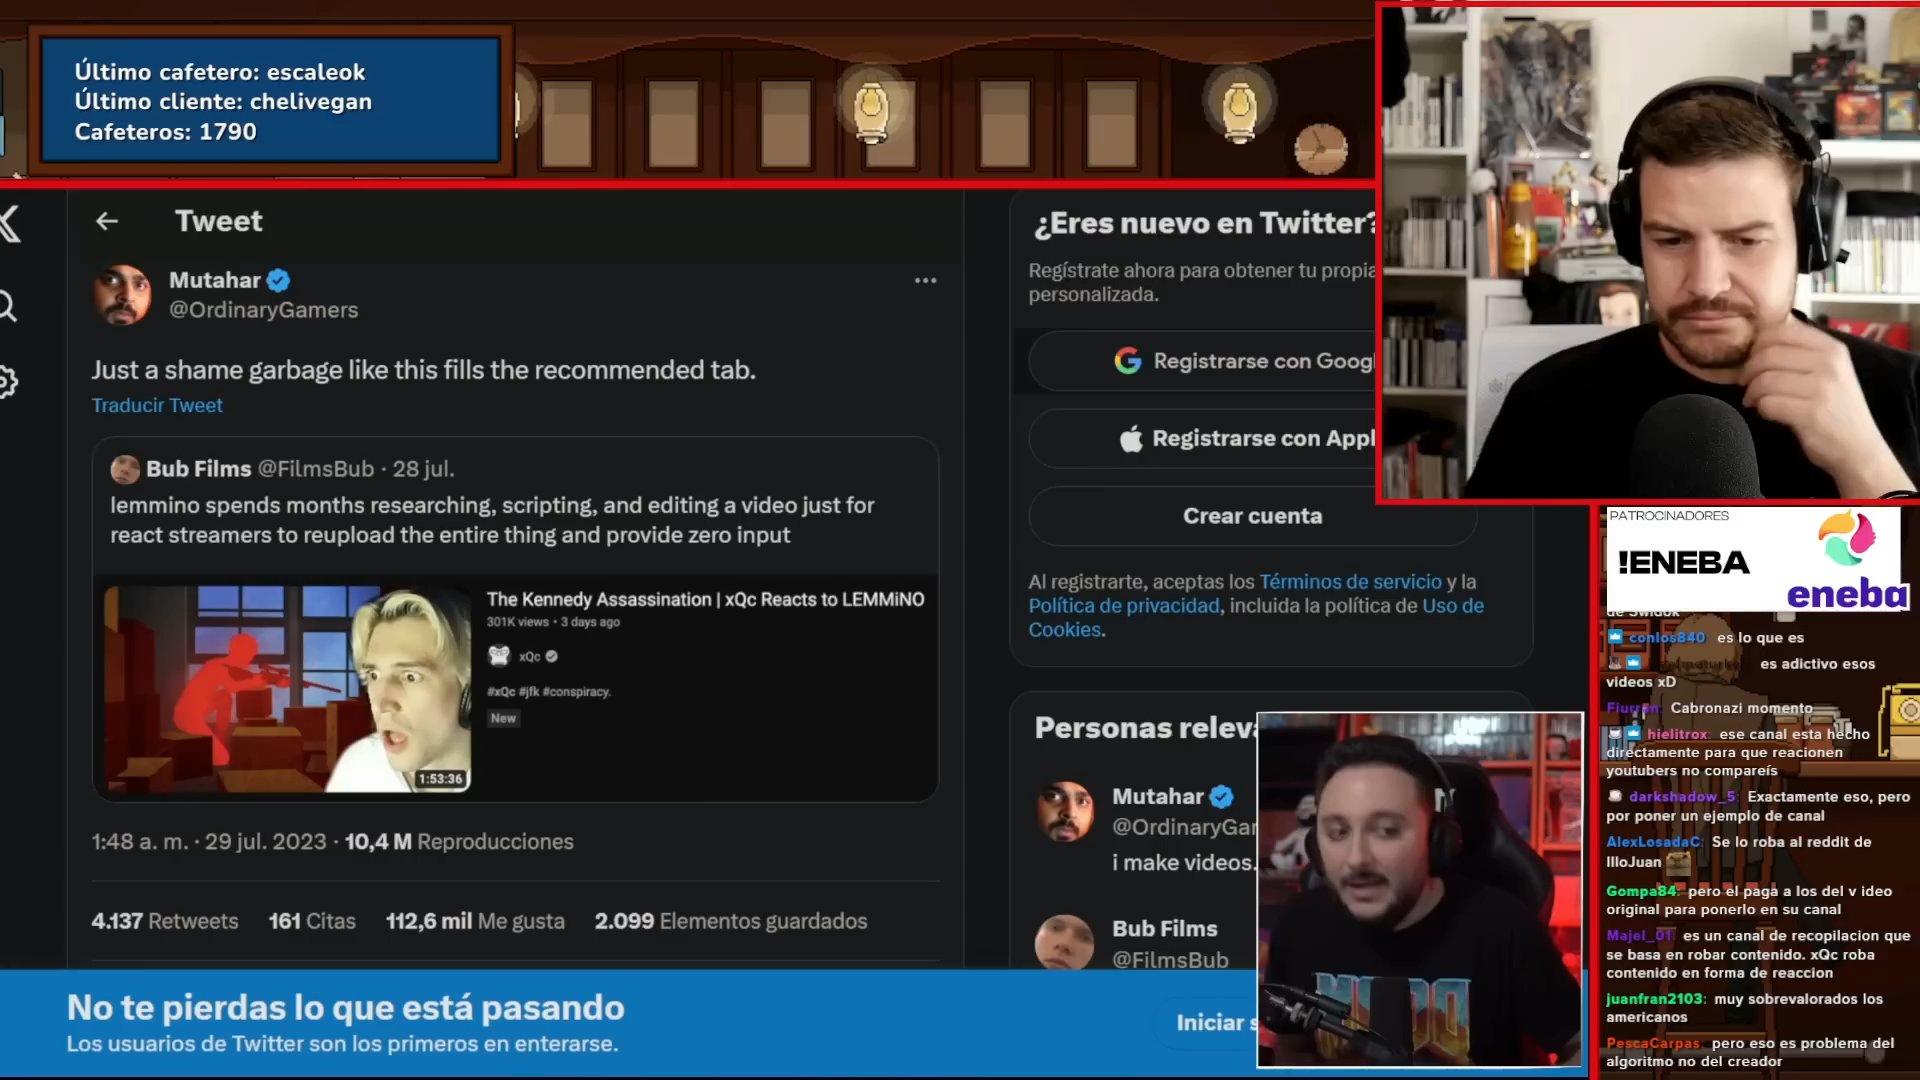 Último cafetero: escaleok
Último cliente: chelivegan
Cafeteros: 1790
Tweet
Mutahar
@OrdinaryGamers
Just a shame garbage like this fills the recommended tab.
Traducir Tweet
Bub Films @FilmsBub · 28 jul.
lemmino spends months researching, scripting, and editing a video just for
react streamers to reupload the entire thing and provide zero input
The Kennedy Assassination | xQc Reacts to LEMMiNO
301K views • 3 days ago
xQc
#xQc #jfk #conspiracy.
New
1:53:36
1:48 a. m. · 29 jul. 2023 · 10,4 M Reproducciones
4.137 Retweets 161 Citas 112,6 mil Me gusta 2.099 Elementos guardados
¿Eres nuevo en Twitter?
Regístrate ahora para obtener tu propia
personalizada.
Registrarse con Googl
Registrarse con Appl
Crear cuenta
Al registrarte, aceptas los Términos de servicio y la
Política de privacidad, incluida la política de Uso de
Cookies.
Personas releva
Mutahar
@OrdinaryGar
i make videos.
Bub Films
@FilmsBub
No te pierdas lo que está pasando
Los usuarios de Twitter son los primeros en enterarse.
Iniciar s
PATROCINADORES
!ENEBA
eneba
conlos840: es lo que es
es adictivo esos
videos xD
Cabronazi momento
hielitrox: ese canal esta hecho
directamente para que reacionen
youtubers no compareís
darkshadow_5: Exactamente eso, pero
por poner un ejemplo de canal
AlexLosadaC: Se lo roba al reddit de
IlloJuan
Gompa84: pero el paga a los del v ideo
original para ponerlo en su canal
Majel_01: es un canal de recopilacion que
se basa en robar contenido. xQc roba
contenido en forma de reaccion
juanfran2103: muy sobrevalorados los
americanos
PescaCarpas: pero eso es problema del
algoritmo no del creador